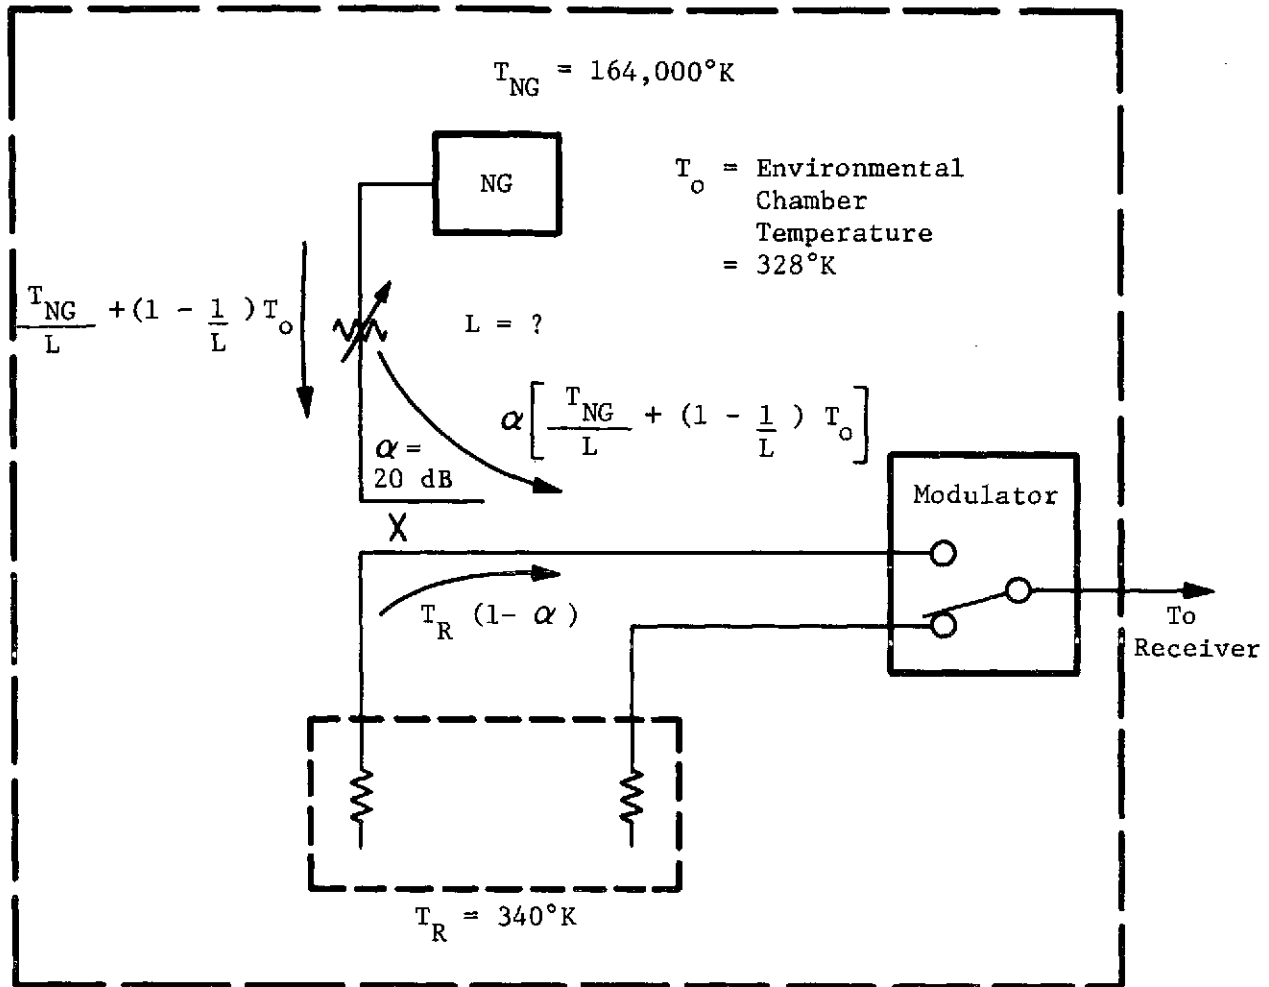 T_NG = 164,000°K
NG
T_o = Environmental
Chamber
Temperature
= 328°K
T_NG/L + (1 - 1/L) T_o
L = ?
α[T_NG/L + (1 - 1/L) T_o]
α =
20 dB
X
Modulator
T_R (1- α)
To
Receiver
T_R = 340°K